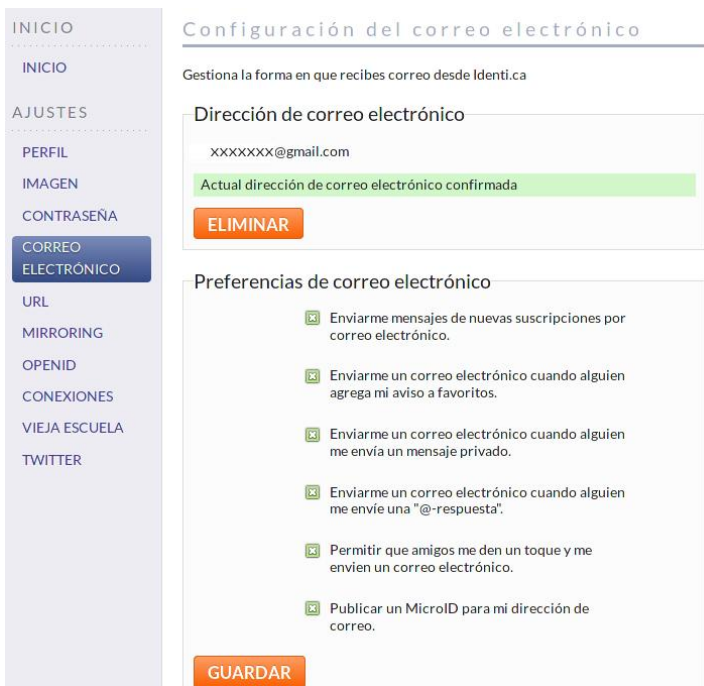 INICIO
INICIO
AJUSTES
PERFIL
IMAGEN
CONTRASEÑA
CORREO
ELECTRÓNICO
URL
MIRRORING
OPENID
CONEXIONES
VIEJA ESCUELA
TWITTER
Configuración del correo electrónico
Gestiona la forma en que recibes correo desde Identi.ca
Dirección de correo electrónico
XXXXXXX@gmail.com
Actual dirección de correo electrónico confirmada
ELIMINAR
Preferencias de correo electrónico
Enviarme mensajes de nuevas suscripciones por
correo electrónico.
Enviarme un correo electrónico cuando alguien
agrega mi aviso a favoritos.
Enviarme un correo electrónico cuando alguien
me envía un mensaje privado.
Enviarme un correo electrónico cuando alguien
me envíe una "@-respuesta".
Permitir que amigos me den un toque y me
envien un correo electrónico.
Publicar un MicroID para mi dirección de
correo.
GUARDAR